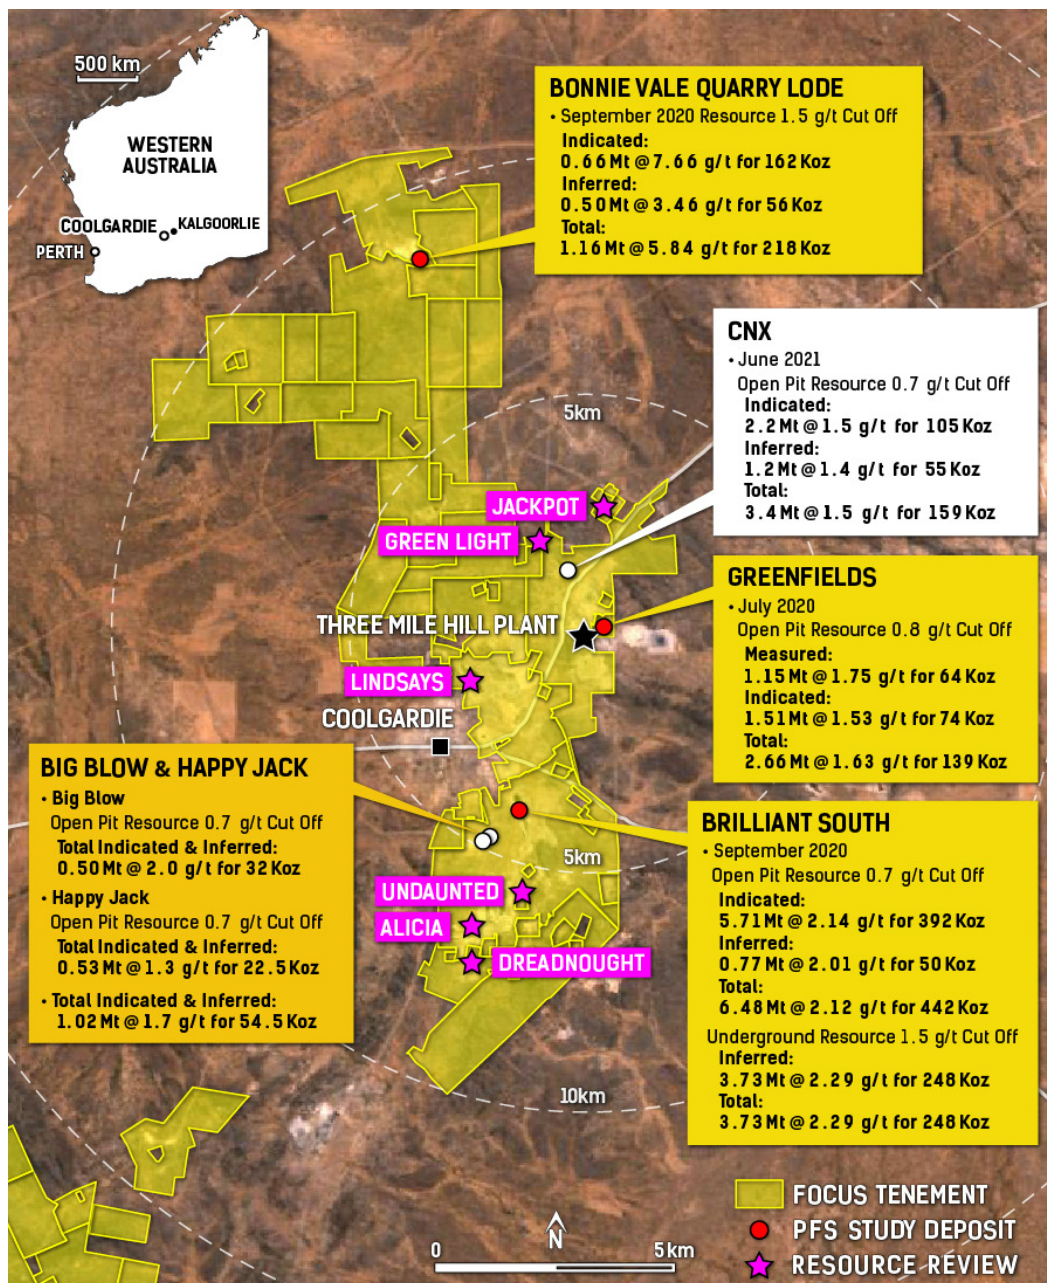 500 km
WESTERN
AUSTRALIA
COOLGARDIE
KALGOORLIE
PERTH
BONNIE VALE QUARRY LODE
• September 2020 Resource 1.5 g/t Cut Off
Indicated:
0.66 Mt @ 7.66 g/t for 162 Koz
Inferred:
0.50 Mt @ 3.46 g/t for 56 Koz
Total:
1.16 Mt @ 5.84 g/t for 218 Koz
CNX
• June 2021
Open Pit Resource 0.7 g/t Cut Off
Indicated:
2.2 Mt @ 1.5 g/t for 105 Koz
Inferred:
1.2 Mt @ 1.4 g/t for 55 Koz
Total:
3.4 Mt @ 1.5 g/t for 159 Koz
5km
JACKPOT
GREEN LIGHT
THREE MILE HILL PLANT
LINDSAYS
COOLGARDIE
GREENFIELDS
• July 2020
Open Pit Resource 0.8 g/t Cut Off
Measured:
1.15 Mt @ 1.75 g/t for 64 Koz
Indicated:
1.51 Mt @ 1.53 g/t for 74 Koz
Total:
2.66 Mt @ 1.63 g/t for 139 Koz
BIG BLOW & HAPPY JACK
• Big Blow
Open Pit Resource 0.7 g/t Cut Off
Total Indicated & Inferred:
0.50 Mt @ 2.0 g/t for 32 Koz
• Happy Jack
Open Pit Resource 0.7 g/t Cut Off
Total Indicated & Inferred:
0.53 Mt @ 1.3 g/t for 22.5 Koz
• Total Indicated & Inferred:
1.02 Mt @ 1.7 g/t for 54.5 Koz
5km
UNDAUNTED
ALICIA
DREADNOUGHT
10km
BRILLIANT SOUTH
• September 2020
Open Pit Resource 0.7 g/t Cut Off
Indicated:
5.71 Mt @ 2.14 g/t for 392 Koz
Inferred:
0.77 Mt @ 2.01 g/t for 50 Koz
Total:
6.48 Mt @ 2.12 g/t for 442 Koz
Underground Resource 1.5 g/t Cut Off
Inferred:
3.73 Mt @ 2.29 g/t for 248 Koz
Total:
3.73 Mt @ 2.29 g/t for 248 Koz
FOCUS TENEMENT
PFS STUDY DEPOSIT
RESOURCE REVIEW
N
0
5km